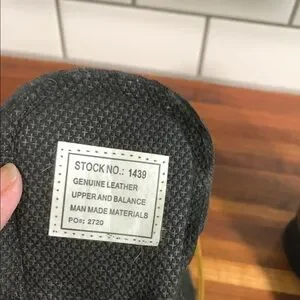 STOCK NO.: 1439
GENUINE LEATHER
UPPER AND BALANCE
MAN MADE MATERIALS
PO#: 2720